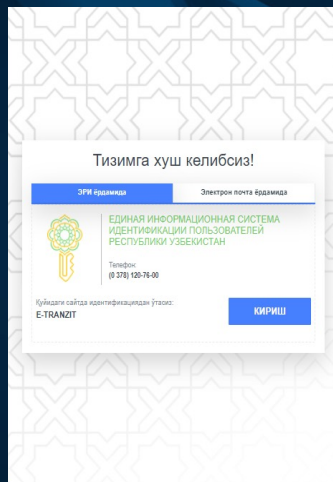 Тизимга хуш келибсиз!
ЭРИ ёрдамида
Электрон почта ёрдамида
ЕДИНАЯ ИНФОРМАЦИОННАЯ СИСТЕМА
ИДЕНТИФИКАЦИИ ПОЛЬЗОВАТЕЛЕЙ
РЕСПУБЛИКИ УЗБЕКИСТАН
Телефон:
(0 378) 120-76-00
Қуйидаги сайтда идентификациядан ўтасиз:
E-TRANZIT
КИРИШ